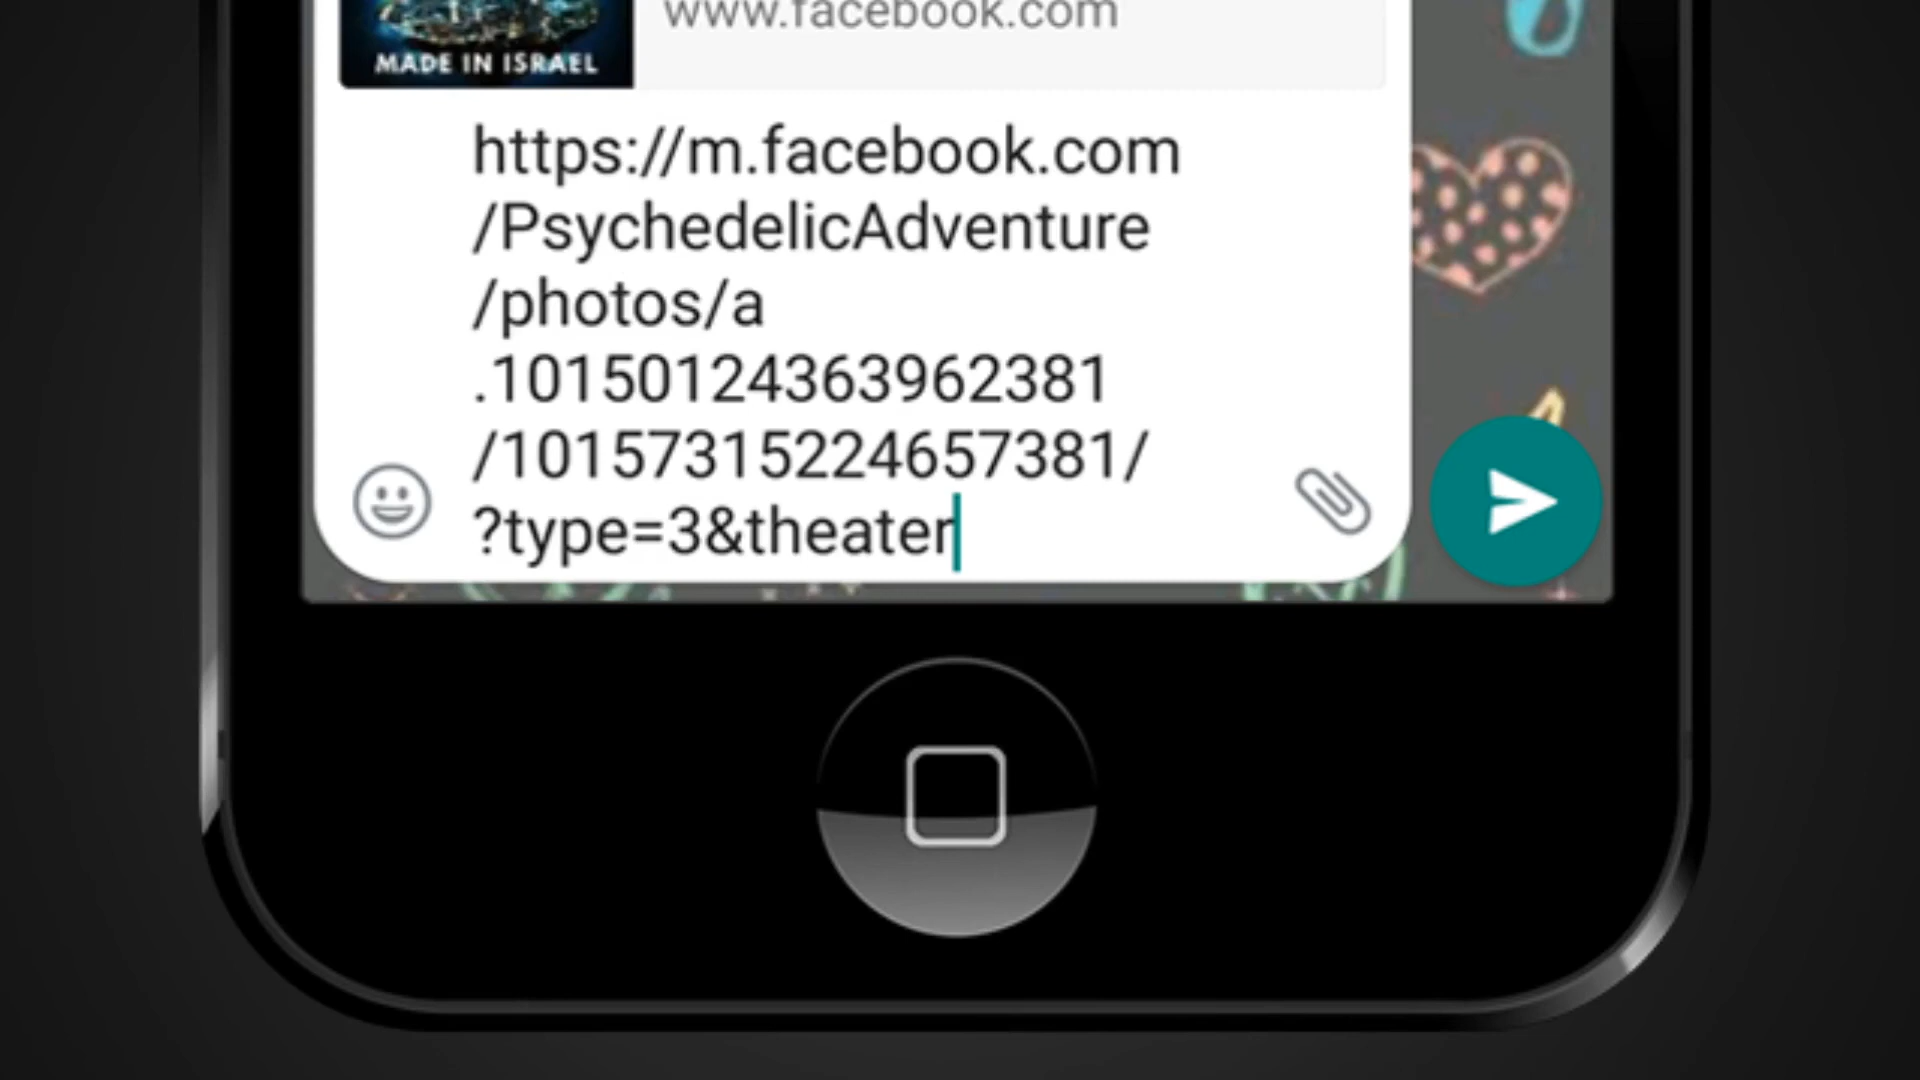 www.facebook.com
MADE IN ISRAEL
https://m.facebook.com
/PsychedelicAdventure
/photos/a
.10150124363962381
/10157315224657381/
?type=3&theater